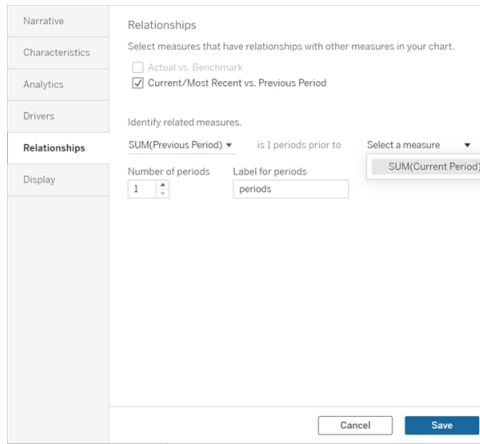 Narrative
Characteristics
Analytics
Drivers
Relationships
Display
Relationships
Select measures that have relationships with other measures in your chart.
Actual vs. Benchmark
Current/Most Recent vs. Previous Period
Identify related measures.
SUM(Previous Period) is 1 periods prior to Select a measure
SUM(Current Period)
Number of periods Label for periods
1 periods
Cancel Save